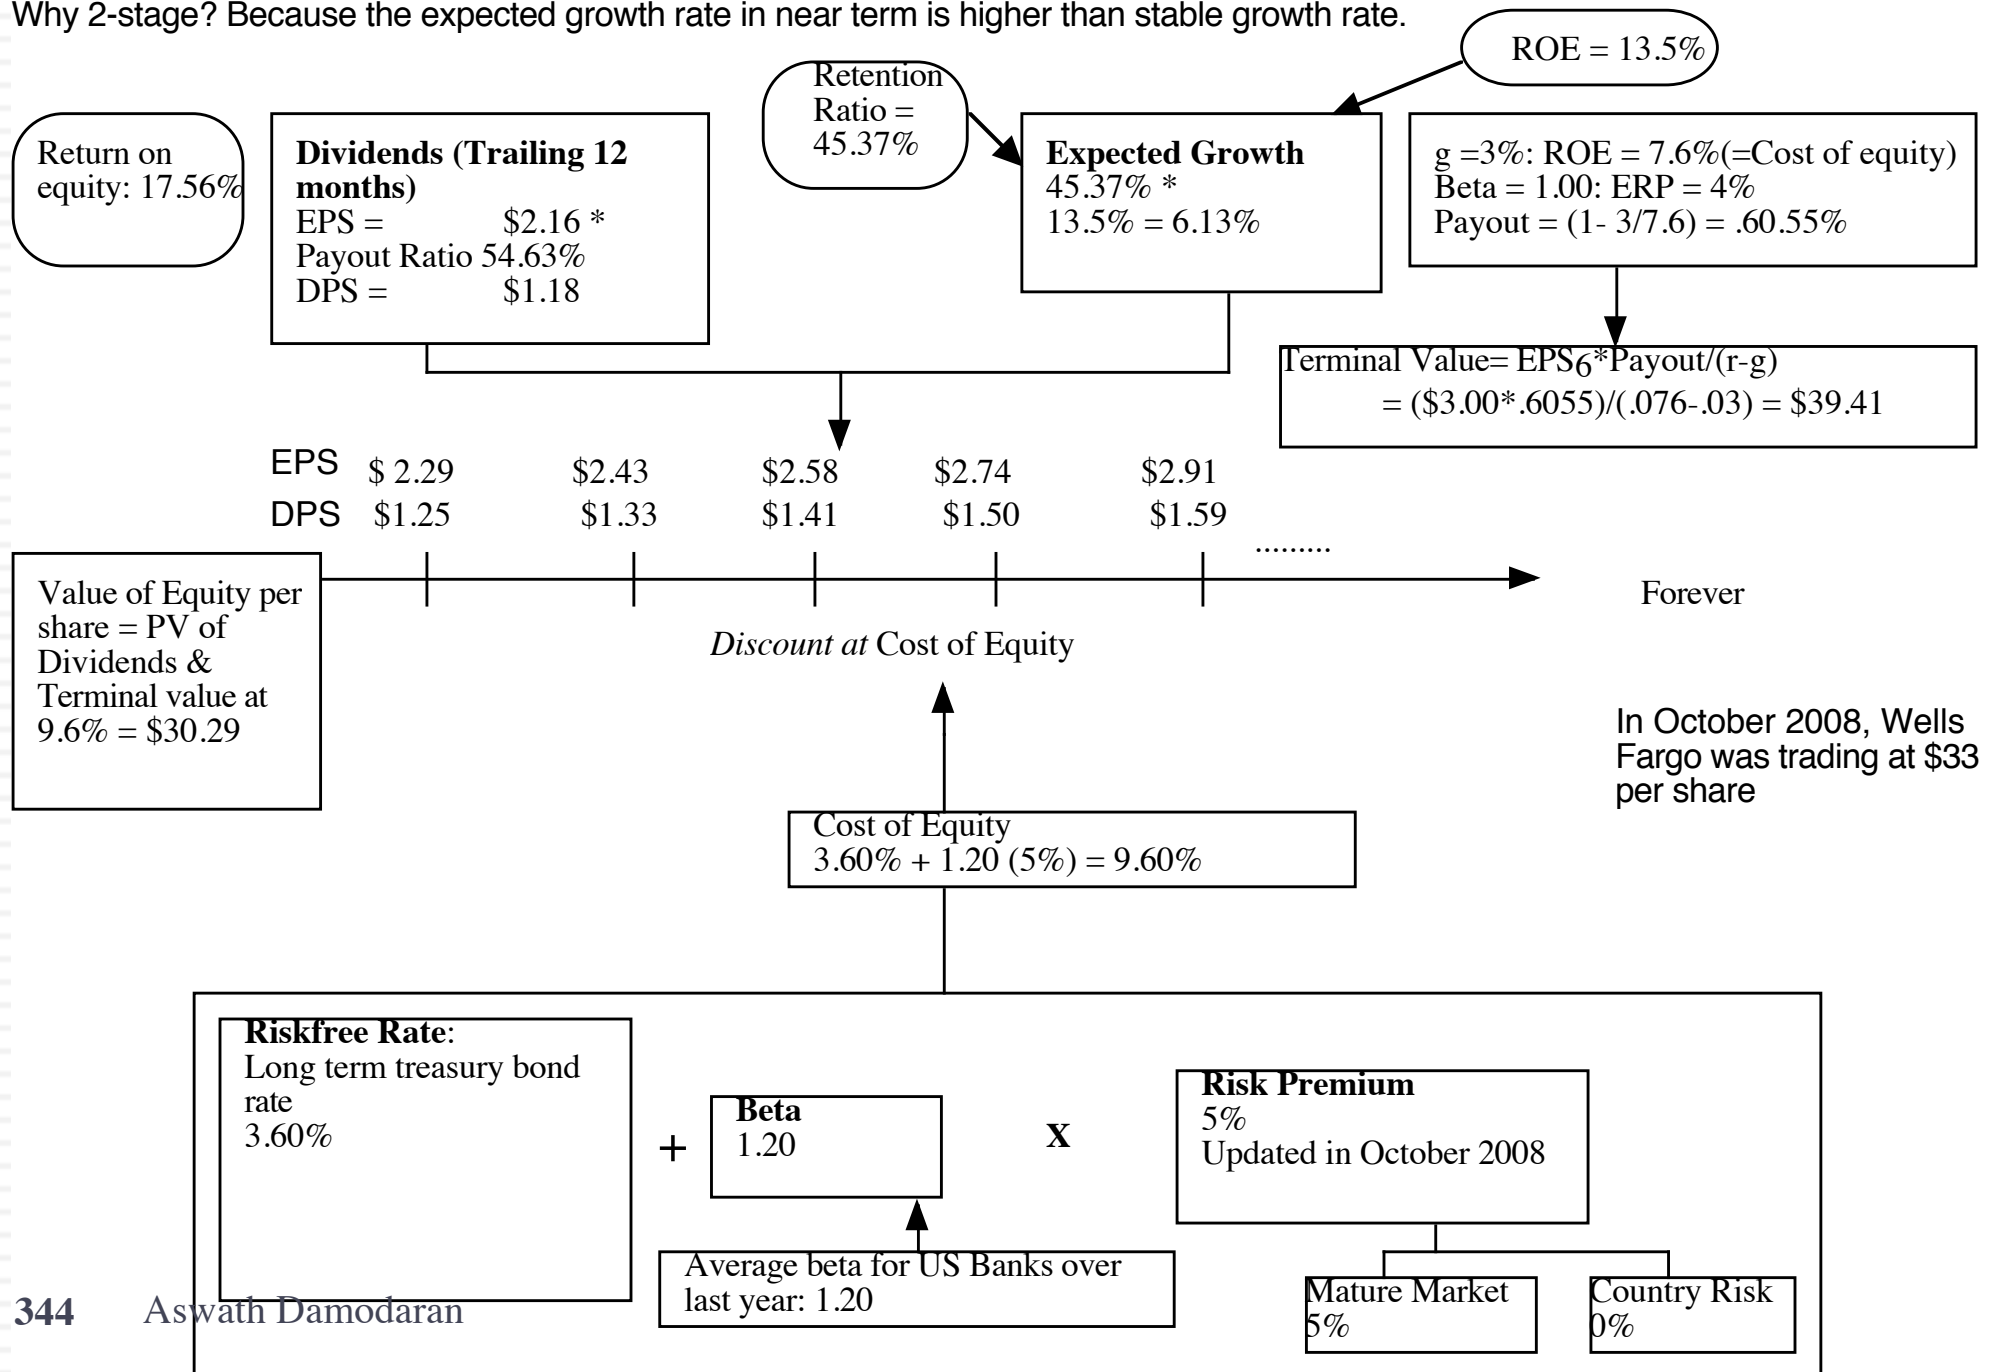 Why 2-stage? Because the expected growth rate in near term is higher than stable growth rate.
ROE = 13.5%
Retention
Ratio =
45.37%
Return on
equity: 17.56%
Dividends (Trailing 12
months)
EPS = $2.16 *
Payout Ratio 54.63%
DPS = $1.18
Expected Growth
45.37% *
13.5% = 6.13%
g =3%: ROE = 7.6%(=Cost of equity)
Beta = 1.00: ERP = 4%
Payout = (1- 3/7.6) = .60.55%
Terminal Value= EPS6*Payout/(r-g)
= ($3.00*.6055)/(.076-.03) = $39.41
EPS $ 2.29 $2.43 $2.58 $2.74 $2.91
DPS $1.25 $1.33 $1.41 $1.50 $1.59
.........
Forever
Value of Equity per
share = PV of
Dividends &
Terminal value at
9.6% = $30.29
Discount at Cost of Equity
In October 2008, Wells
Fargo was trading at $33
per share
Cost of Equity
3.60% + 1.20 (5%) = 9.60%
Riskfree Rate:
Long term treasury bond
rate
3.60%
+
Beta
1.20
X
Risk Premium
5%
Updated in October 2008
Average beta for US Banks over
last year: 1.20
Mature Market
5%
Country Risk
0%
344 Aswath Damodaran